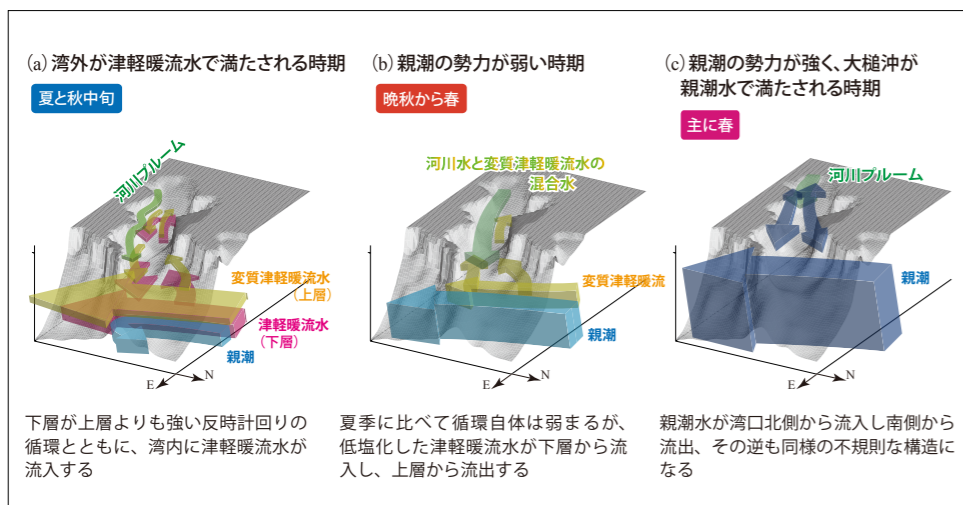 (a) 湾外が津軽暖流水で満たされる時期
夏と秋中旬
河川プルーム
変質津軽暖流水
(上層)
津軽暖流水
(下層)
親潮
N
E
下層が上層よりも強い反時計回りの
循環とともに、湾内に津軽暖流水が
流入する
(b) 親潮の勢力が弱い時期
晩秋から春
河川水と変質津軽暖流水の
混合水
変質津軽暖流
親潮
N
E
夏季に比べて循環自体は弱まるが、
低塩化した津軽暖流水が下層から流
入し、上層から流出する
(c) 親潮の勢力が強く、大槌沖が
親潮水で満たされる時期
主に春
河川プルーム
親潮
N
E
親潮水が湾口北側から流入し南側から
流出、その逆も同様の不規則な構造に
なる